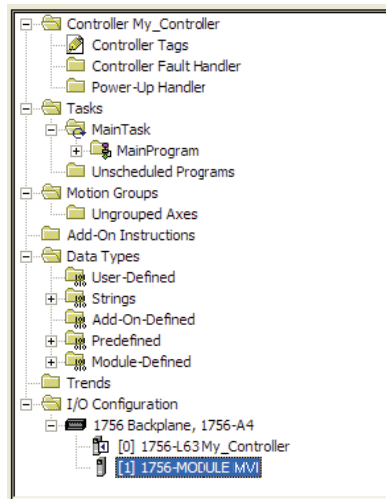 Controller My_Controller
Controller Tags
Controller Fault Handler
Power-Up Handler
Tasks
MainTask
MainProgram
Unscheduled Programs
Motion Groups
Ungrouped Axes
Add-On Instructions
Data Types
User-Defined
Strings
Add-On-Defined
Predefined
Module-Defined
Trends
I/O Configuration
1756 Backplane, 1756-A4
[0] 1756-L63 My_Controller
[1] 1756-MODULE MVI